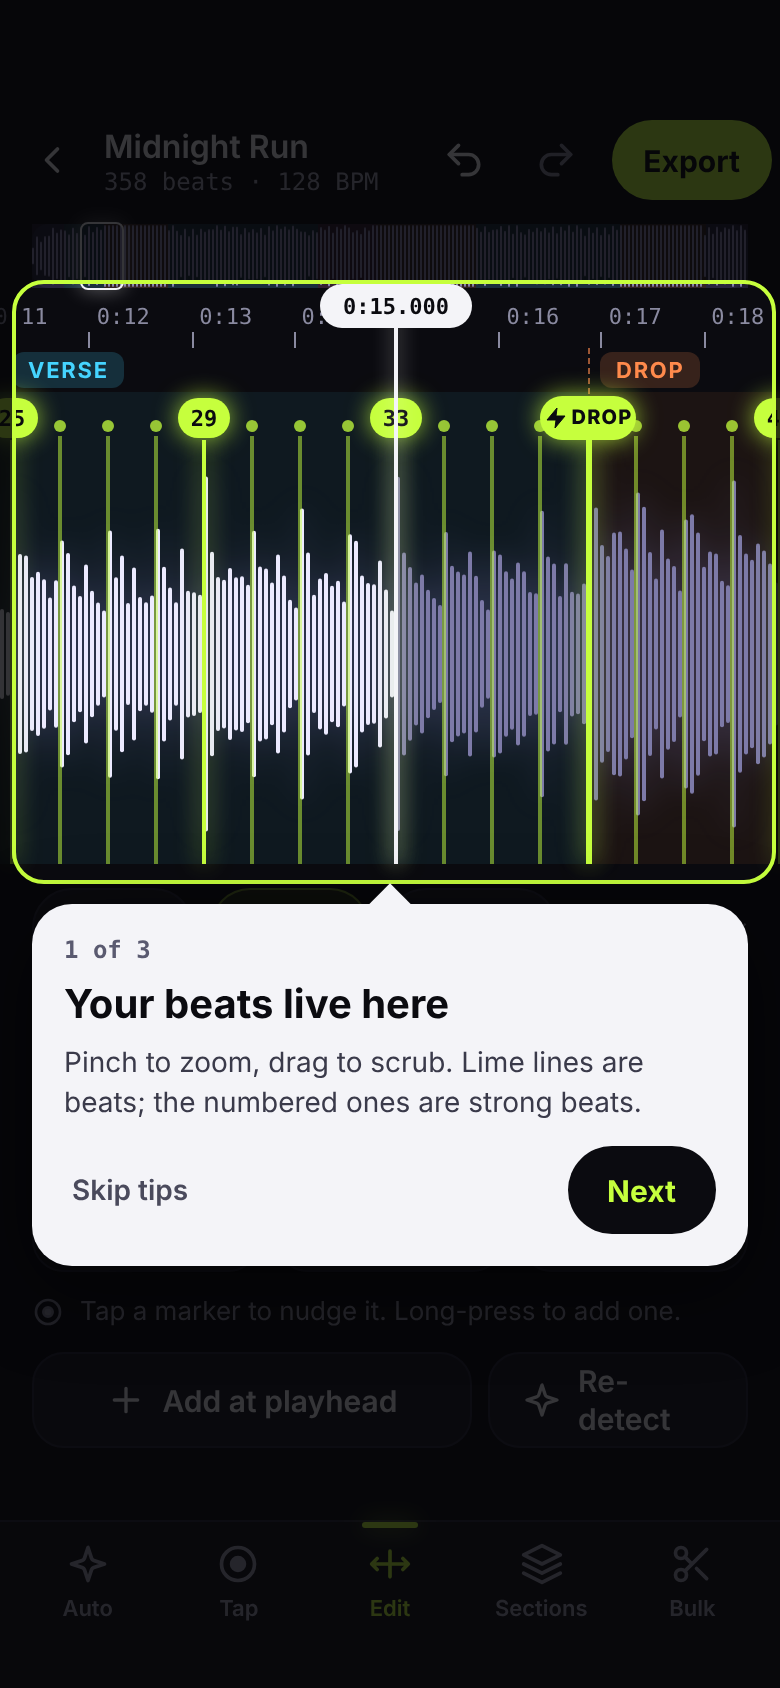 Midnight Run
358 beats · 128 BPM
Export
11 0:12 0:13 0: 0:15.000 0:16 0:17 0:18
VERSE DROP
25 29 33 DROP 4
1 of 3
Your beats live here
Pinch to zoom, drag to scrub. Lime lines are
beats; the numbered ones are strong beats.
Skip tips Next
Tap a marker to nudge it. Long-press to add one.
Add at playhead
Re-
detect
Auto Tap Edit Sections Bulk